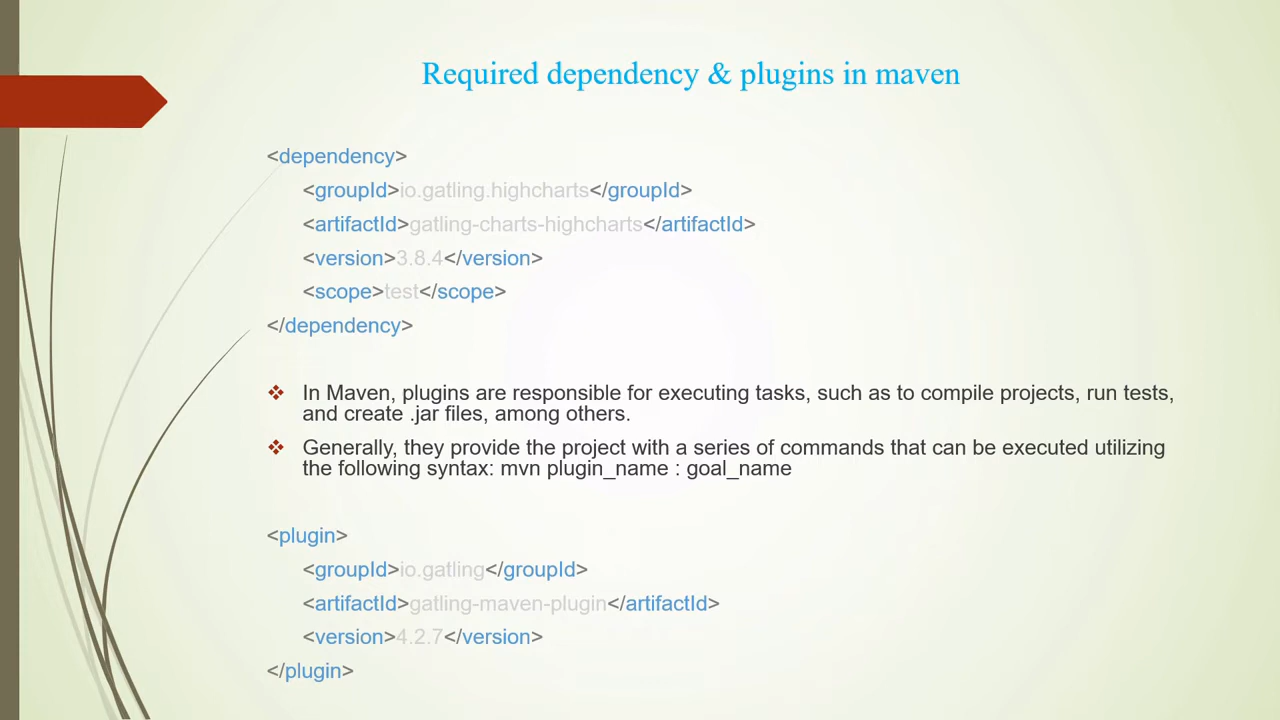 Required dependency & plugins in maven
<dependency>
<groupId>io.gatling.highcharts</groupId>
<artifactId>gatling-charts-highcharts</artifactId>
<version>3.8.4</version>
<scope>test</scope>
</dependency>
In Maven, plugins are responsible for executing tasks, such as to compile projects, run tests,
and create .jar files, among others.
Generally, they provide the project with a series of commands that can be executed utilizing
the following syntax: mvn plugin_name : goal_name
<plugin>
<groupId>io.gatling</groupId>
<artifactId>gatling-maven-plugin</artifactId>
<version>4.2.7</version>
</plugin>